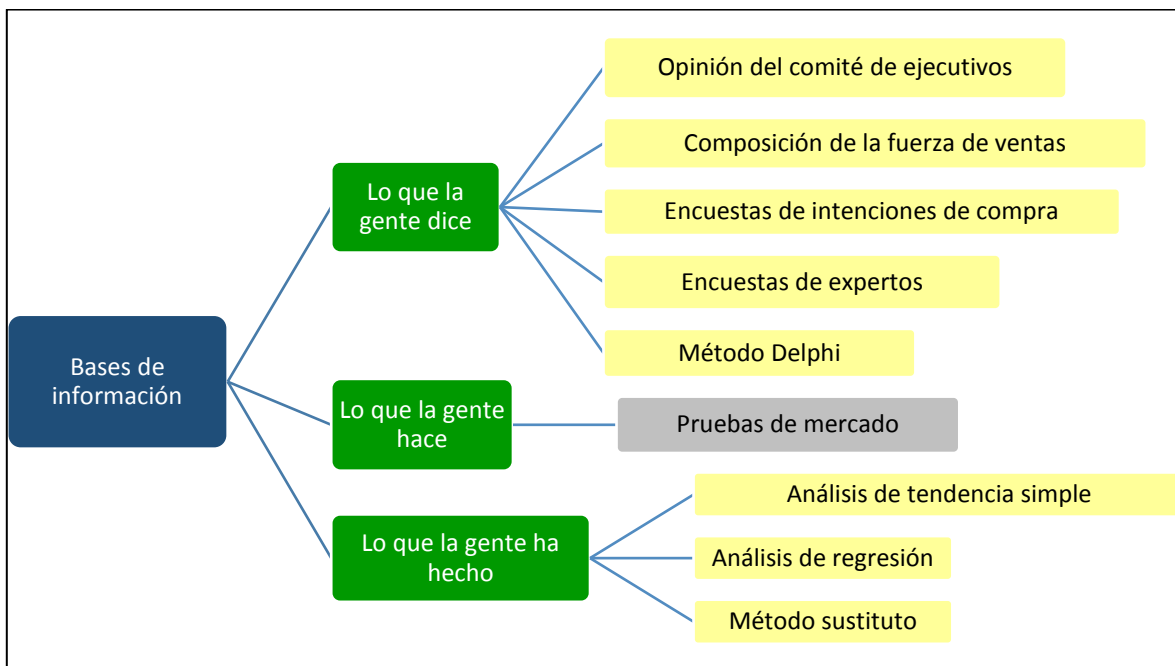 Bases de
información
Lo que la
gente dice
Opinión del comité de ejecutivos
Composición de la fuerza de ventas
Encuestas de intenciones de compra
Encuestas de expertos
Método Delphi
Lo que la gente
hace
Pruebas de mercado
Lo que la gente ha
hecho
Análisis de tendencia simple
Análisis de regresión
Método sustituto